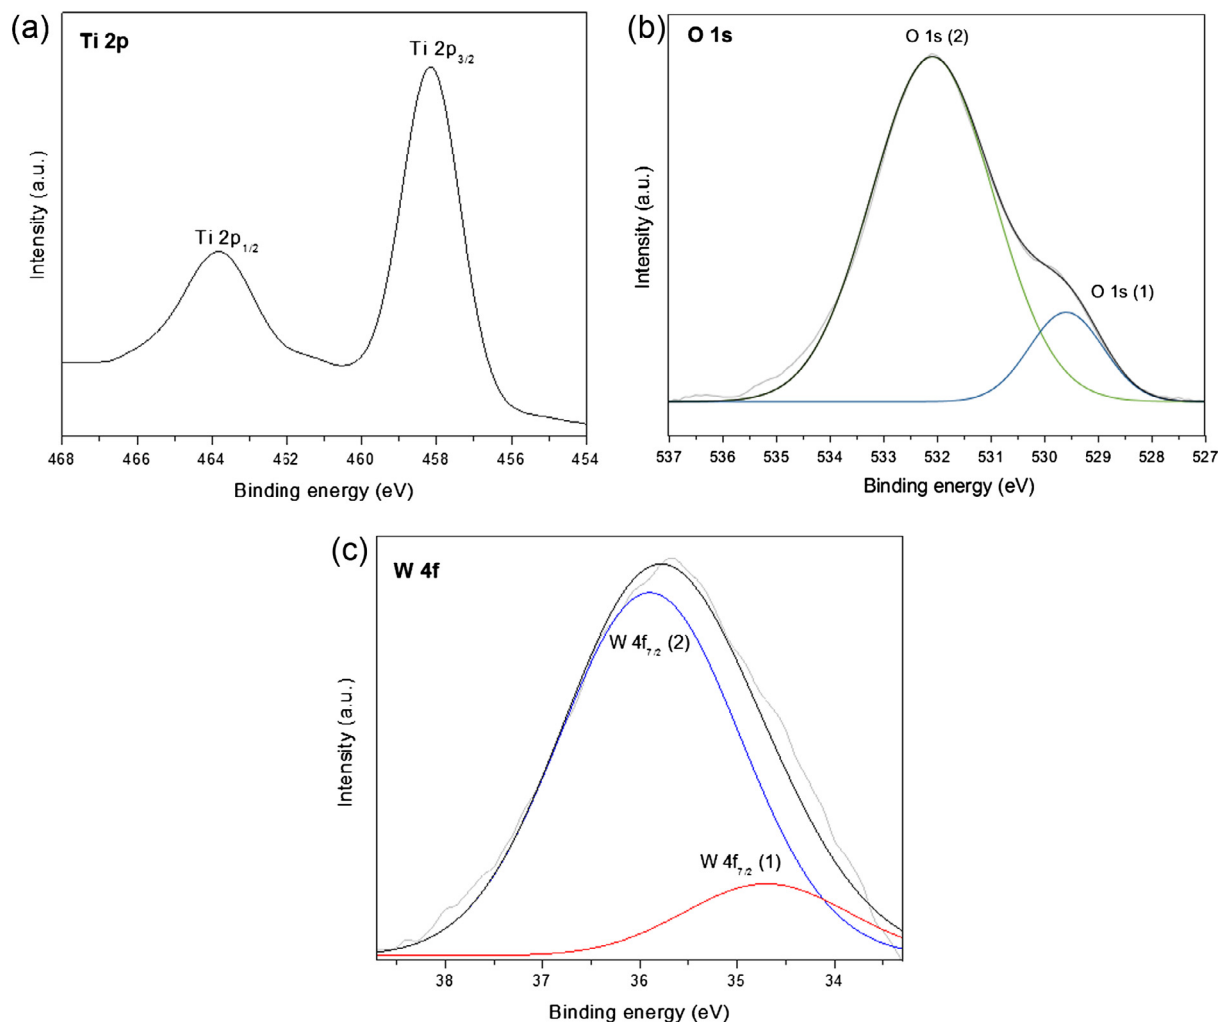 (a)
Ti 2p
Ti 2p3/2
Ti 2p1/2
Intensity (a.u.)
468 466 464 452 460 458 456 454
Binding energy (eV)
(b)
O 1s
O 1s (2)
O 1s (1)
Intensity (a.u.)
537 536 535 534 533 532 531 530 529 528 527
Binding energy (eV)
(c)
W 4f
W 4f7/2 (2)
W 4f7/2 (1)
Intensity (a.u.)
38 37 36 35 34
Binding energy (eV)